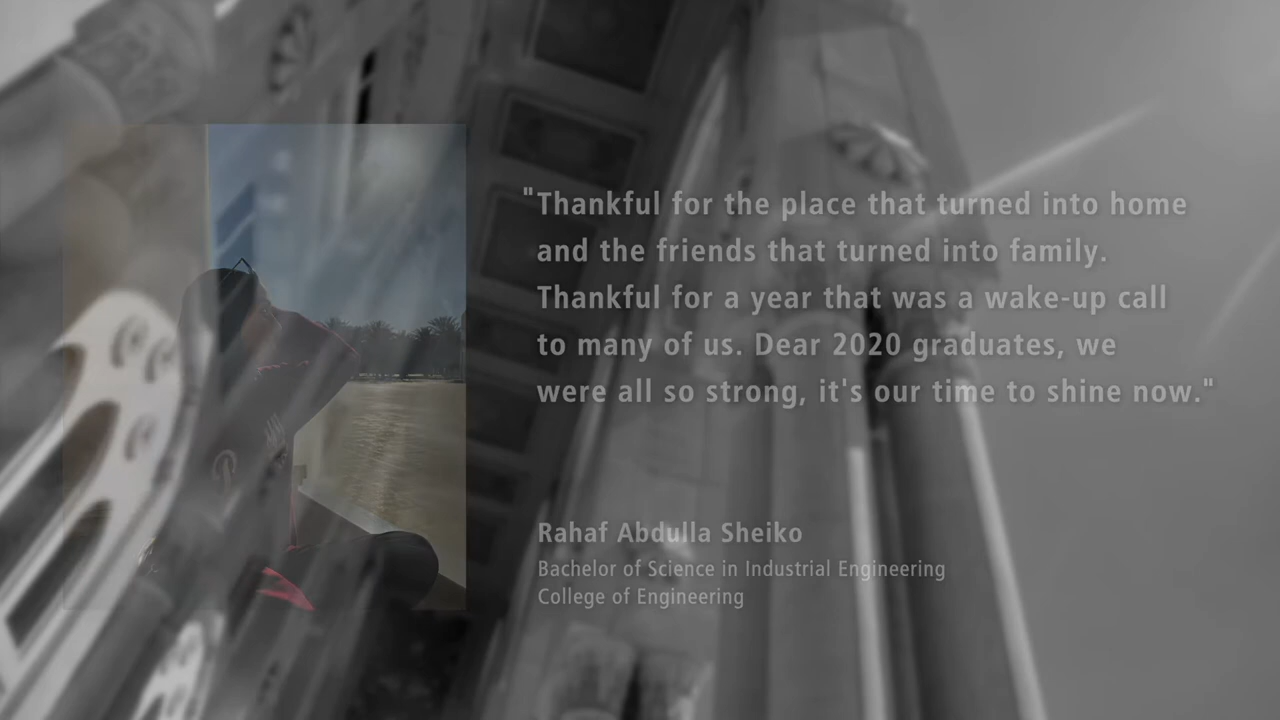 "Thankful for the place that turned into home
and the friends that turned into family.
Thankful for a year that was a wake-up call
to many of us. Dear 2020 graduates, we
were all so strong, it's our time to shine now."
Rahaf Abdulla Sheiko
Bachelor of Science in Industrial Engineering
College of Engineering